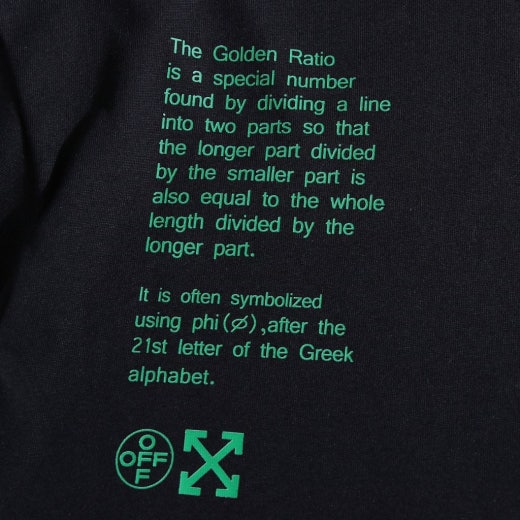 The Golden Ratio
is a special number
found by dividing a line
into two parts so that
the longer part divided
by the smaller part is
also equal to the whole
length divided by the
longer part.
It is often symbolized
using phi(∅),after the
21st letter of the Greek
alphabet.
O
OFF
F